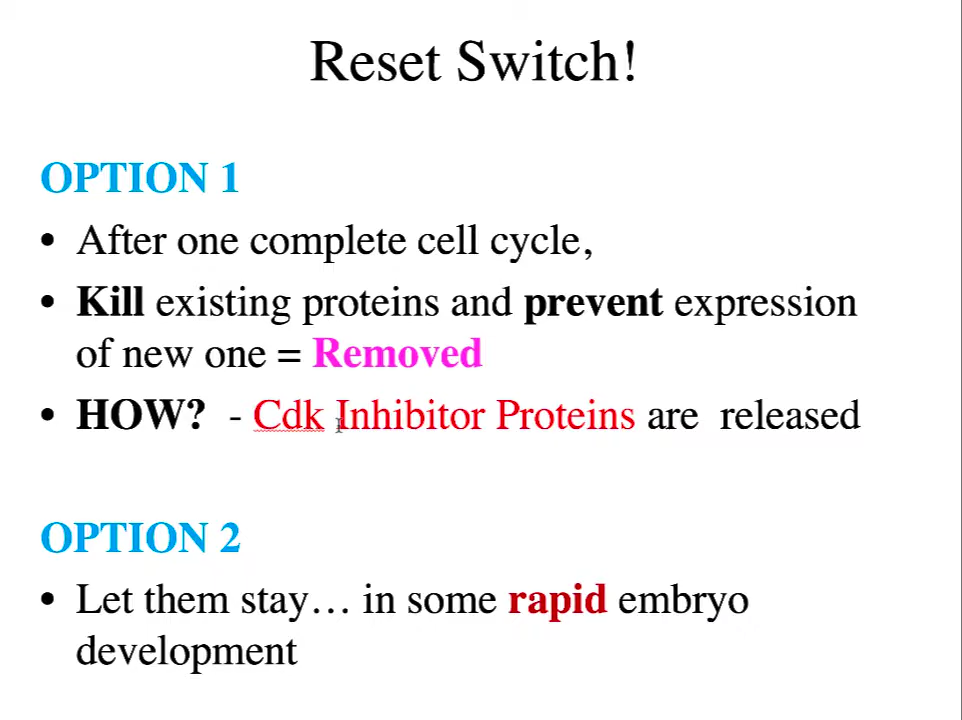 Reset Switch!
OPTION 1
• After one complete cell cycle,
• Kill existing proteins and prevent expression
of new one = Removed
• HOW? - Cdk Inhibitor Proteins are released
OPTION 2
• Let them stay… in some rapid embryo
development